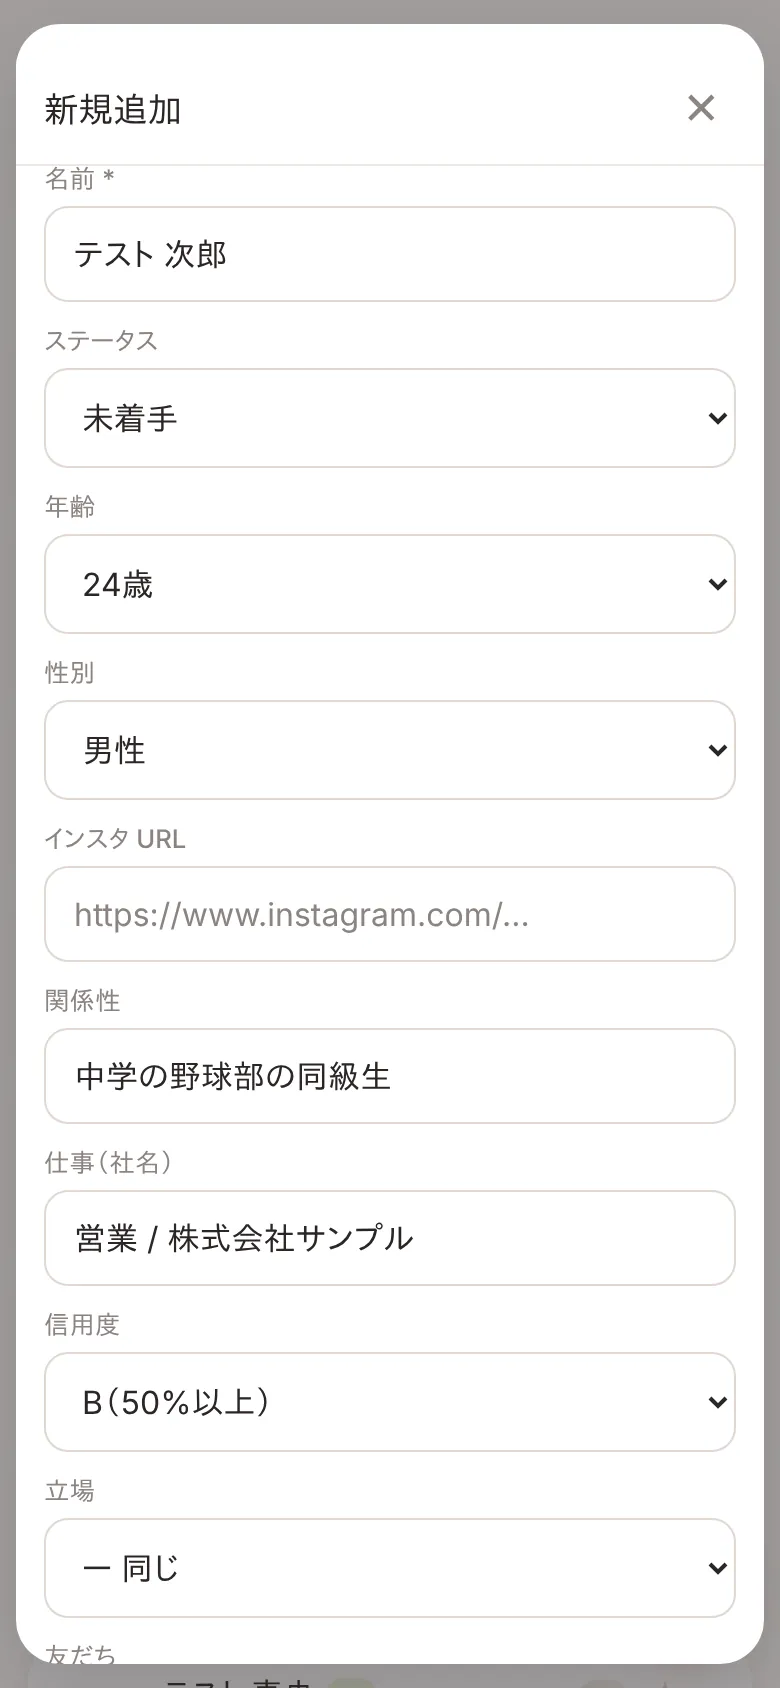 新規追加
名前 *
テスト 次郎
ステータス
未着手
年齢
24歳
性別
男性
インスタ URL
https://www.instagram.com/...
関係性
中学の野球部の同級生
仕事（社名）
営業 / 株式会社サンプル
信用度
B（50%以上）
立場
ー 同じ
友だち